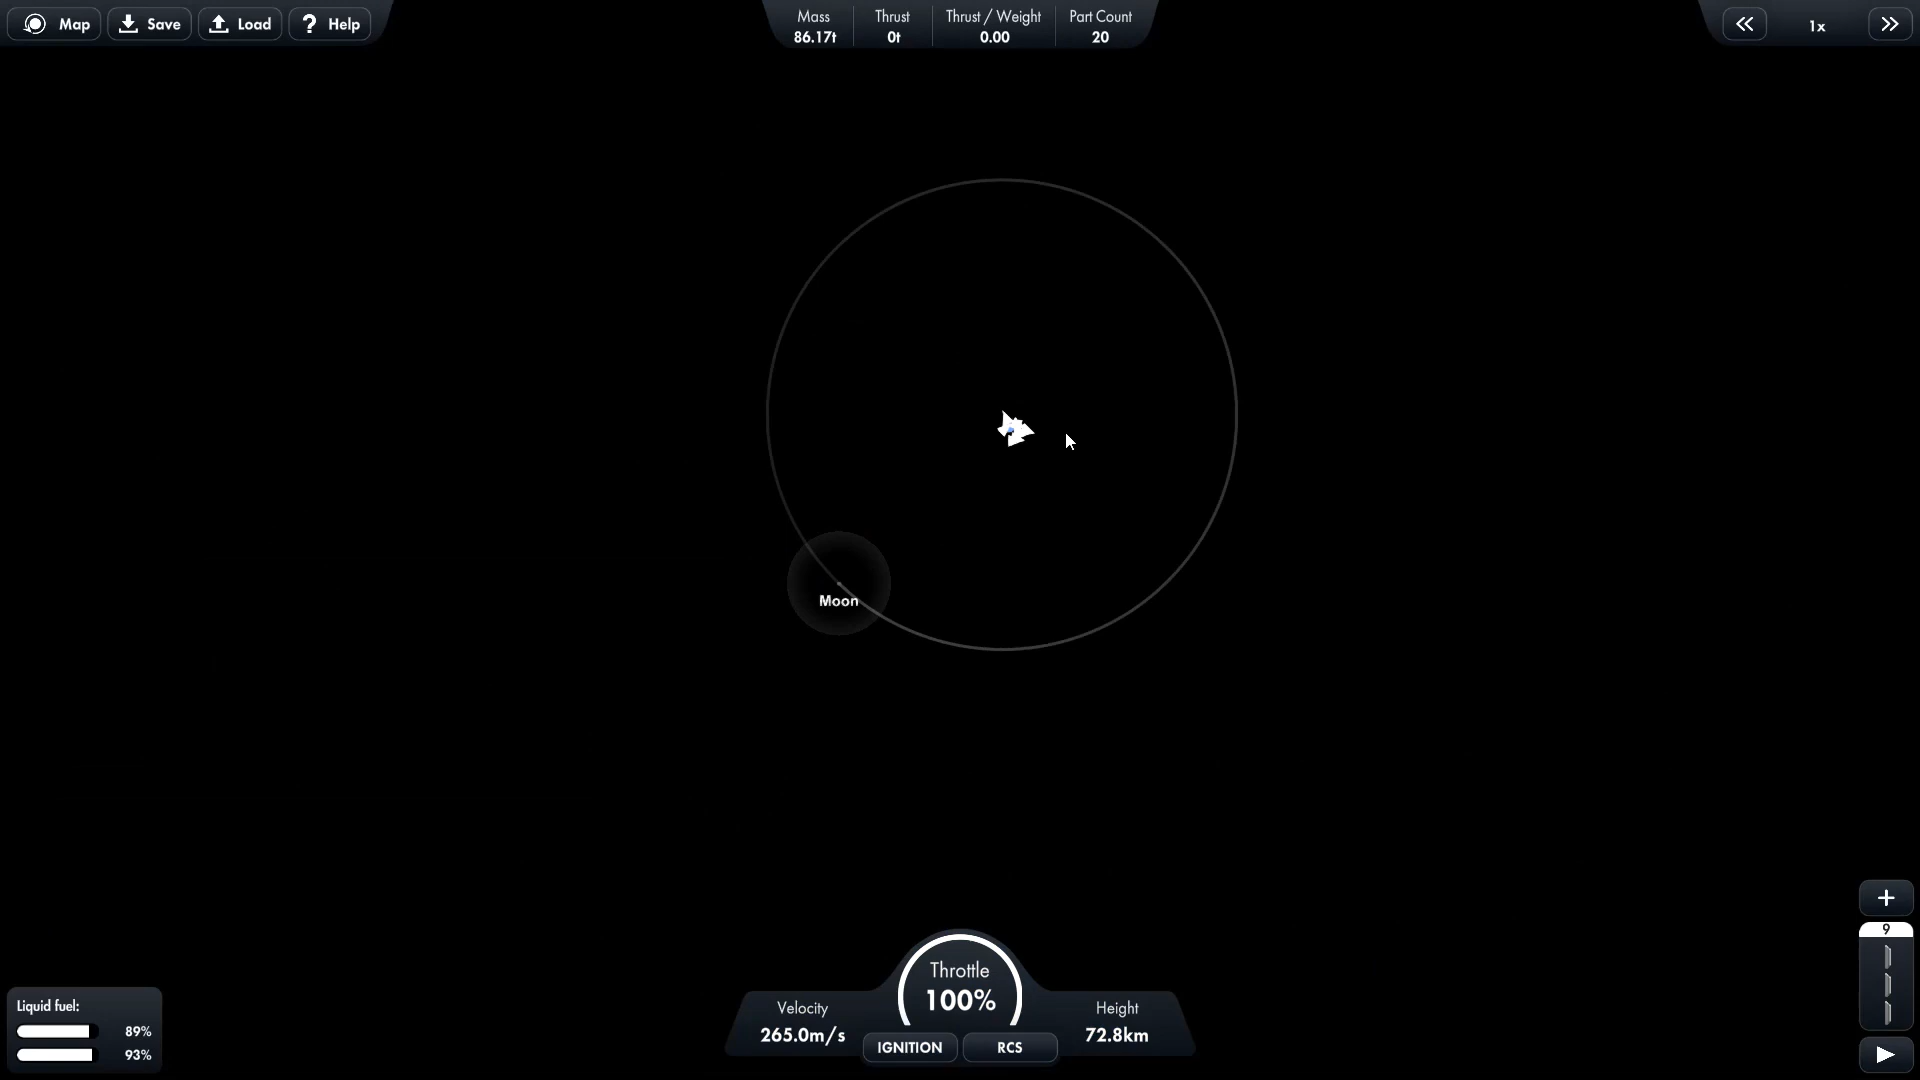 Map
Save
Load
? Help
Mass
86.17t
Thrust
0t
Thrust / Weight
0.00
Part Count
20
1x
Moon
Throttle
100%
Velocity
265.0m/s
Height
72.8km
IGNITION
RCS
Liquid fuel:
89%
93%
9